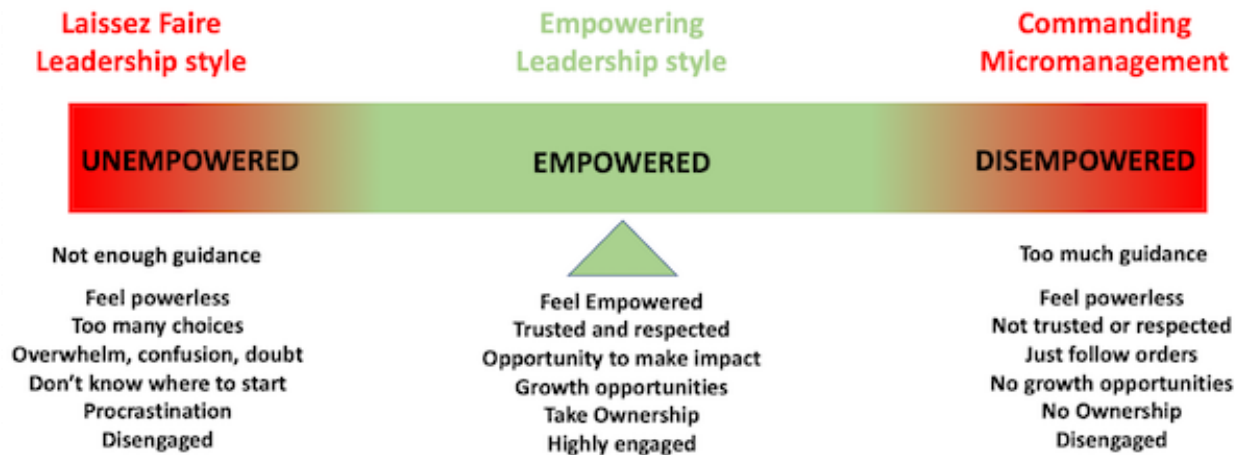 Laissez Faire
Leadership style
Empowering
Leadership style
Commanding
Micromanagement
UNEMPOWERED
EMPOWERED
DISEMPOWERED
Not enough guidance
Feel powerless
Too many choices
Overwhelm, confusion, doubt
Don't know where to start
Procrastination
Disengaged
Feel Empowered
Trusted and respected
Opportunity to make impact
Growth opportunities
Take Ownership
Highly engaged
Too much guidance
Feel powerless
Not trusted or respected
Just follow orders
No growth opportunities
No Ownership
Disengaged